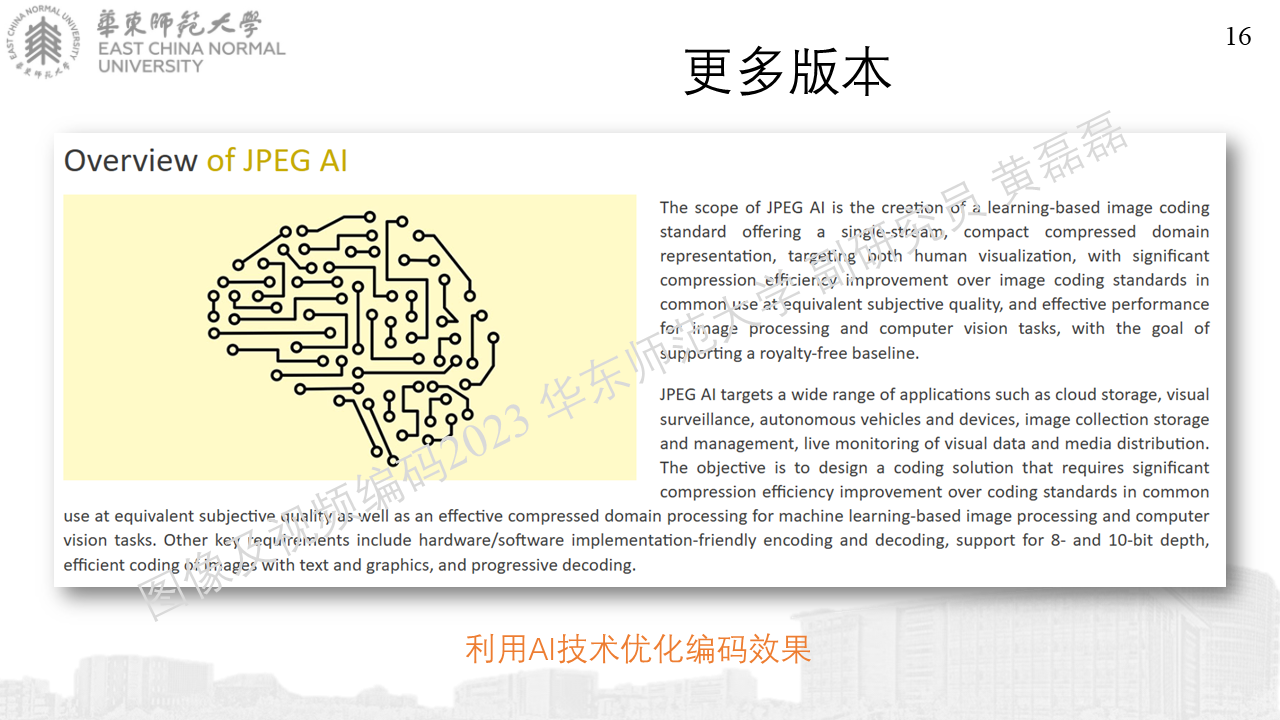 華東師範大學
EAST CHINA NORMAL
UNIVERSITY
EAST CHINA NORMAL UNIVERSITY
華東師範大學
16
更多版本
Overview of JPEG AI
The scope of JPEG AI is the creation of a learning-based image coding
standard offering a single-stream, compact compressed domain
representation, targeting both human visualization, with significant
compression efficiency improvement over image coding standards in
common use at equivalent subjective quality, and effective performance
for image processing and computer vision tasks, with the goal of
supporting a royalty-free baseline.
JPEG AI targets a wide range of applications such as cloud storage, visual
surveillance, autonomous vehicles and devices, image collection storage
and management, live monitoring of visual data and media distribution.
The objective is to design a coding solution that requires significant
compression efficiency improvement over coding standards in common
use at equivalent subjective quality as well as an effective compressed domain processing for machine learning-based image processing and computer
vision tasks. Other key requirements include hardware/software implementation-friendly encoding and decoding, support for 8- and 10-bit depth,
efficient coding of images with text and graphics, and progressive decoding.
图像及视频编码2023 华东师范大学 副研究员 黄磊磊
利用AI技术优化编码效果